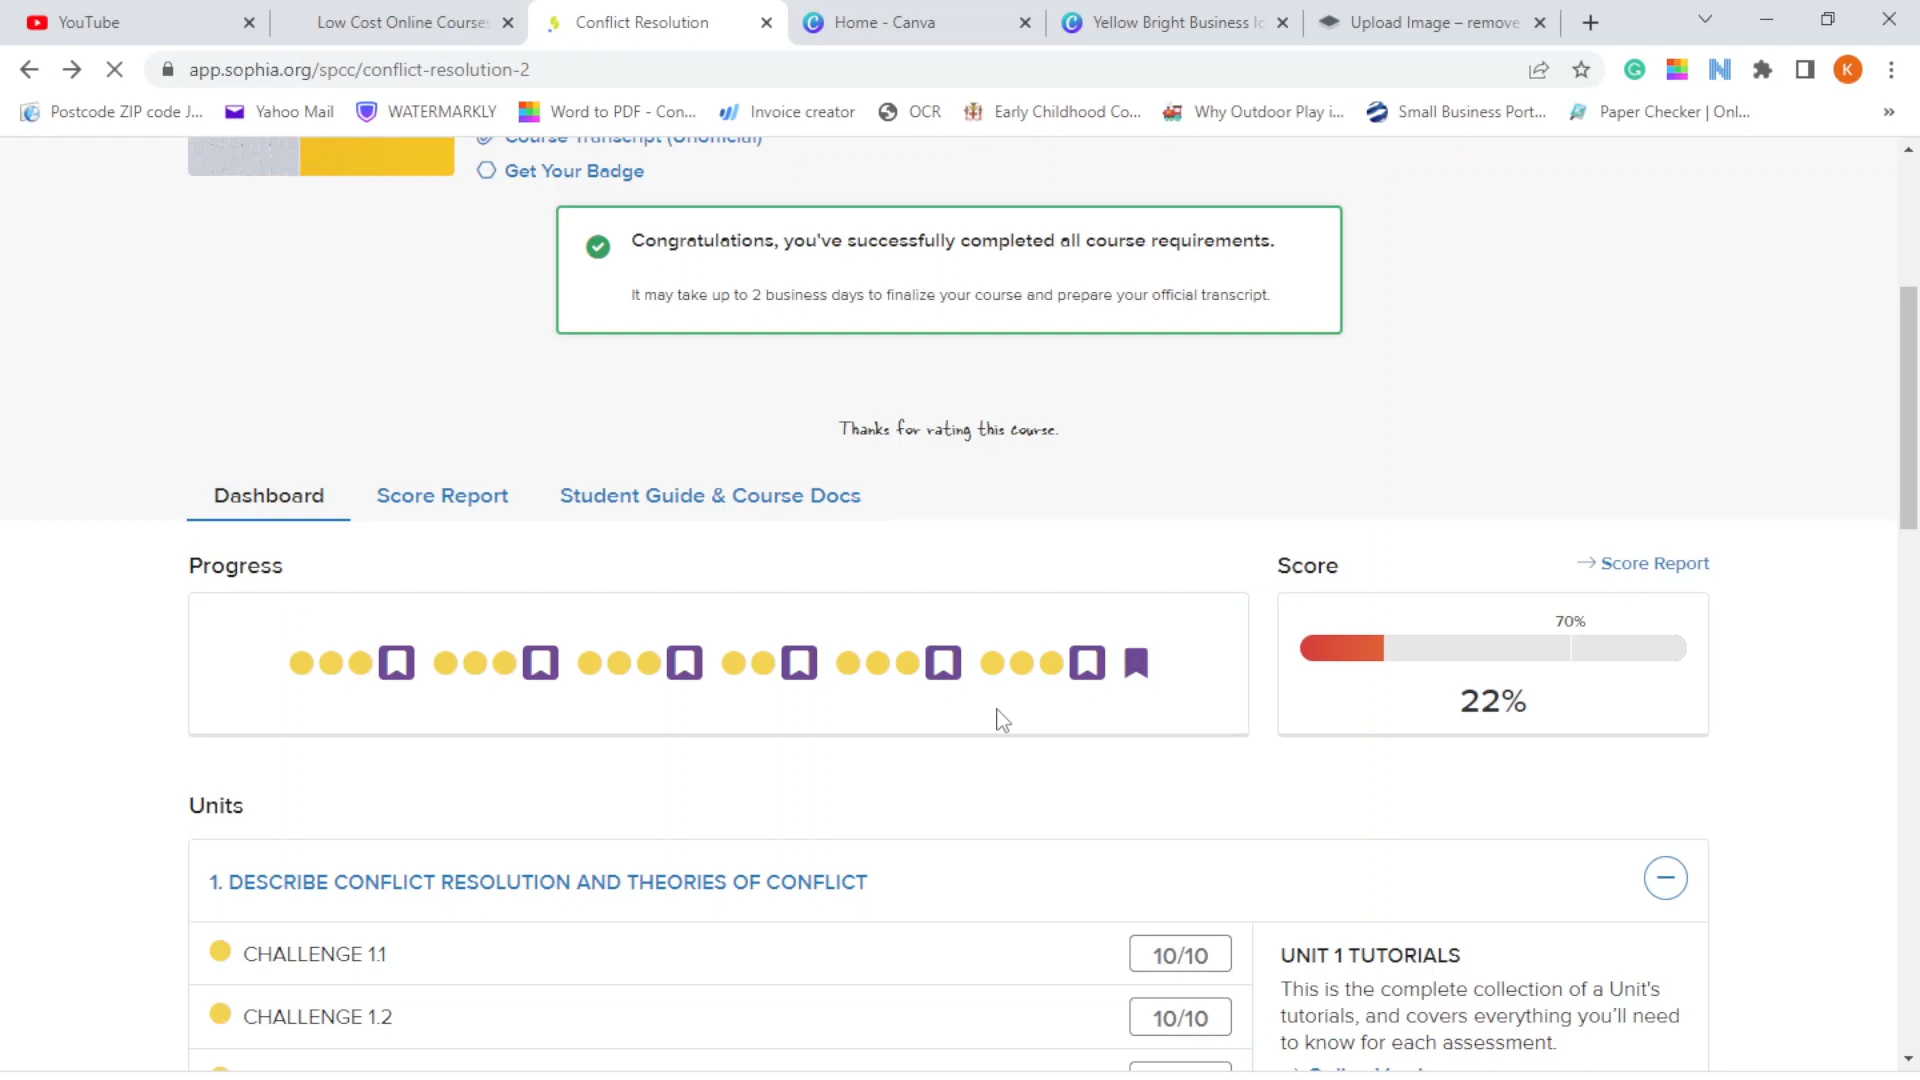 YouTube
Low Cost Online Courses
Conflict Resolution
Home - Canva
Yellow Bright Business Ic
Upload Image – remove
app.sophia.org/spcc/conflict-resolution-2
K
Postcode ZIP code J...
Yahoo Mail
WATERMARKLY
Word to PDF - Con...
Invoice creator
OCR
Early Childhood Co...
Why Outdoor Play i...
Small Business Port...
Paper Checker | Onl...
»
Course Transcript (Unofficial)
Get Your Badge
Congratulations, you've successfully completed all course requirements.
It may take up to 2 business days to finalize your course and prepare your official transcript.
Thanks for rating this course.
Dashboard
Score Report
Student Guide & Course Docs
Progress
Score
→ Score Report
70%
22%
Units
1. DESCRIBE CONFLICT RESOLUTION AND THEORIES OF CONFLICT
CHALLENGE 1.1
10/10
CHALLENGE 1.2
10/10
UNIT 1 TUTORIALS
This is the complete collection of a Unit's
tutorials, and covers everything you'll need
to know for each assessment.